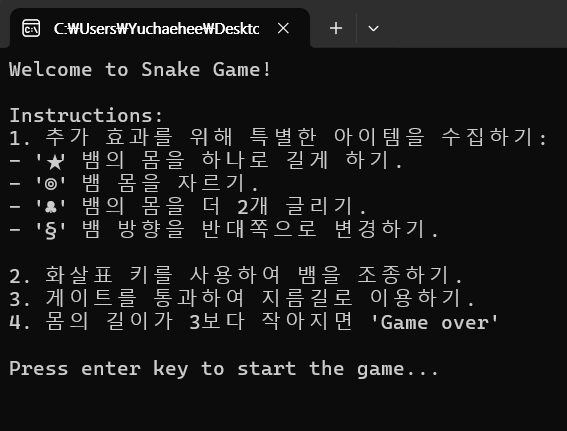 C:₩Users₩Yuchaehee₩Deskto
Welcome to Snake Game!
Instructions:
1. 추가 효과를 위해 특별한 아이템을 수집하기:
- '★' 뱀의 몸을 하나로 길게 하기.
- '◎' 뱀 몸을 자르기.
- '♣' 뱀의 몸을 더 2개 글리기.
- '§' 뱀 방향을 반대쪽으로 변경하기.
2. 화살표 키를 사용하여 뱀을 조종하기.
3. 게이트를 통과하여 지름길로 이용하기.
4. 몸의 길이가 3보다 작아지면 'Game over'
Press enter key to start the game...